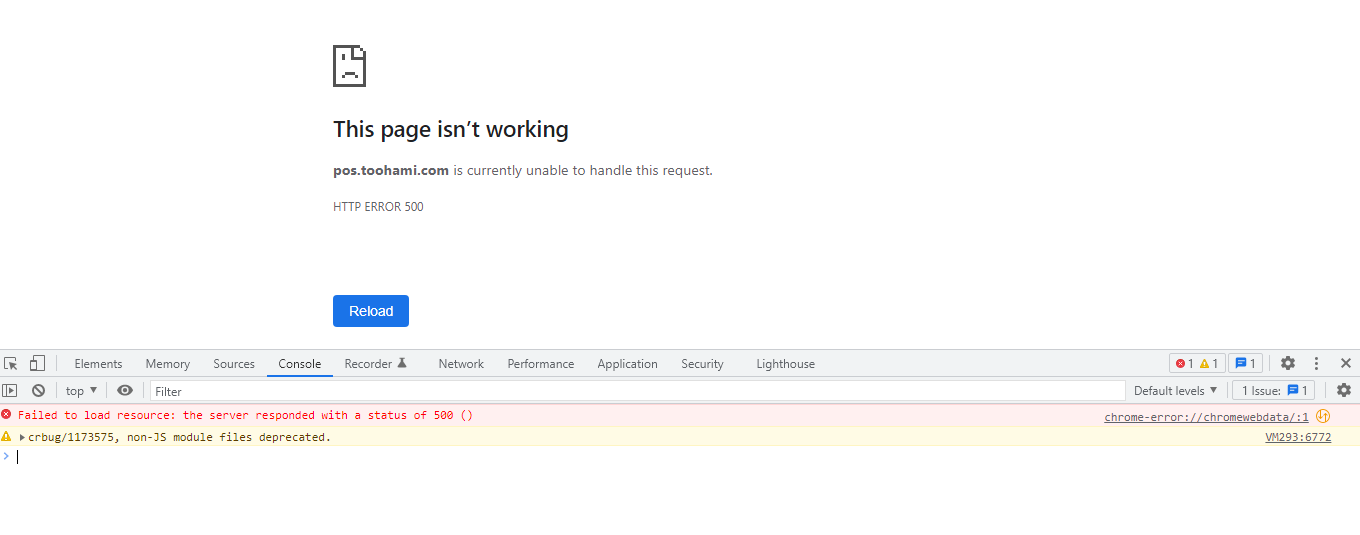 This page isn’t working
pos.toohami.com is currently unable to handle this request.
HTTP ERROR 500
Reload
Elements Memory Sources Console Recorder Network Performance Application Security Lighthouse 1 1 1
top Filter Default levels 1 Issue: 1
Failed to load resource: the server responded with a status of 500 () chrome-error://chromewebdata/:1
crbug/1173575, non-JS module files deprecated. VM293:6772